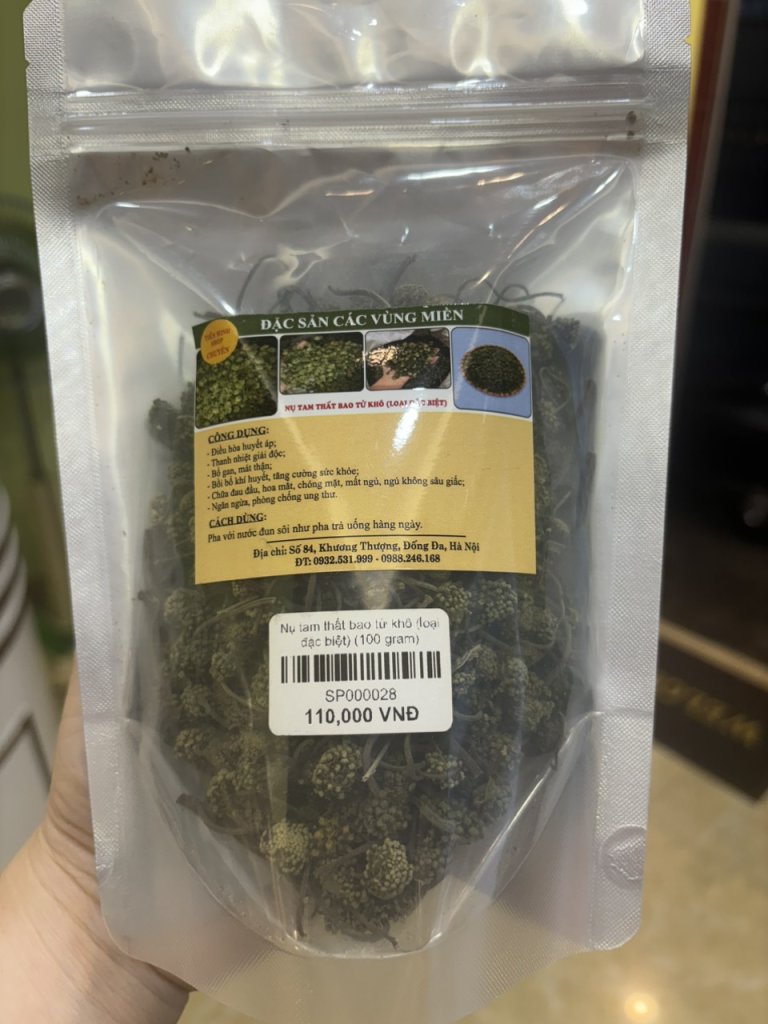 ĐẶC SẢN CÁC VÙNG MIỀN
NỤ TAM THẤT BAO TỬ KHÔ (LOẠI ĐẶC BIỆT)
CÔNG DỤNG:
- Điều hòa huyết áp;
- Thanh nhiệt giải độc;
- Bổ gan, mát thận;
- Bồi bổ khí huyết, tăng cường sức khỏe;
- Chữa đau đầu, hoa mắt, chóng mặt, mất ngủ, ngủ không sâu giấc;
- Ngăn ngừa, phòng chống ung thư.
CÁCH DÙNG:
Pha với nước đun sôi như pha trà uống hàng ngày.
Địa chỉ: Số 84, Khương Thượng, Đống Đa, Hà Nội
ĐT: 0932.531.999 - 0988.246.168
Nụ tam thất bao tử khô (loại
đặc biệt) (100 gram)
SP000028
110,000 VNĐ